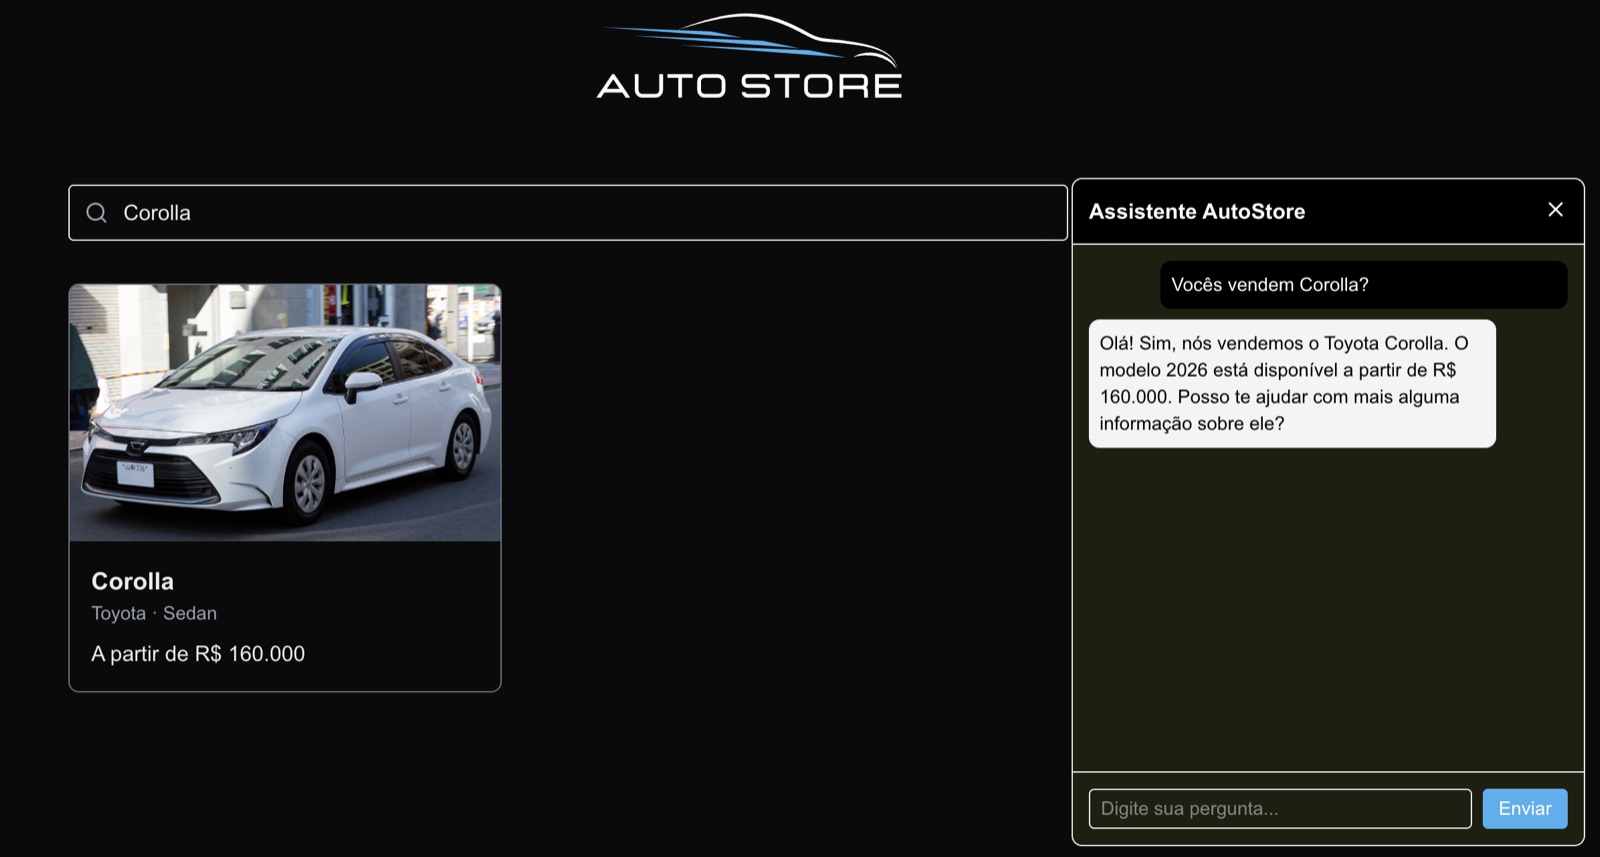 AUTO STORE
Corolla
Assistente AutoStore
Vocês vendem Corolla?
Olá! Sim, nós vendemos o Toyota Corolla. O
modelo 2026 está disponível a partir de R$
160.000. Posso te ajudar com mais alguma
informação sobre ele?
Corolla
Toyota · Sedan
A partir de R$ 160.000
Digite sua pergunta...
Enviar